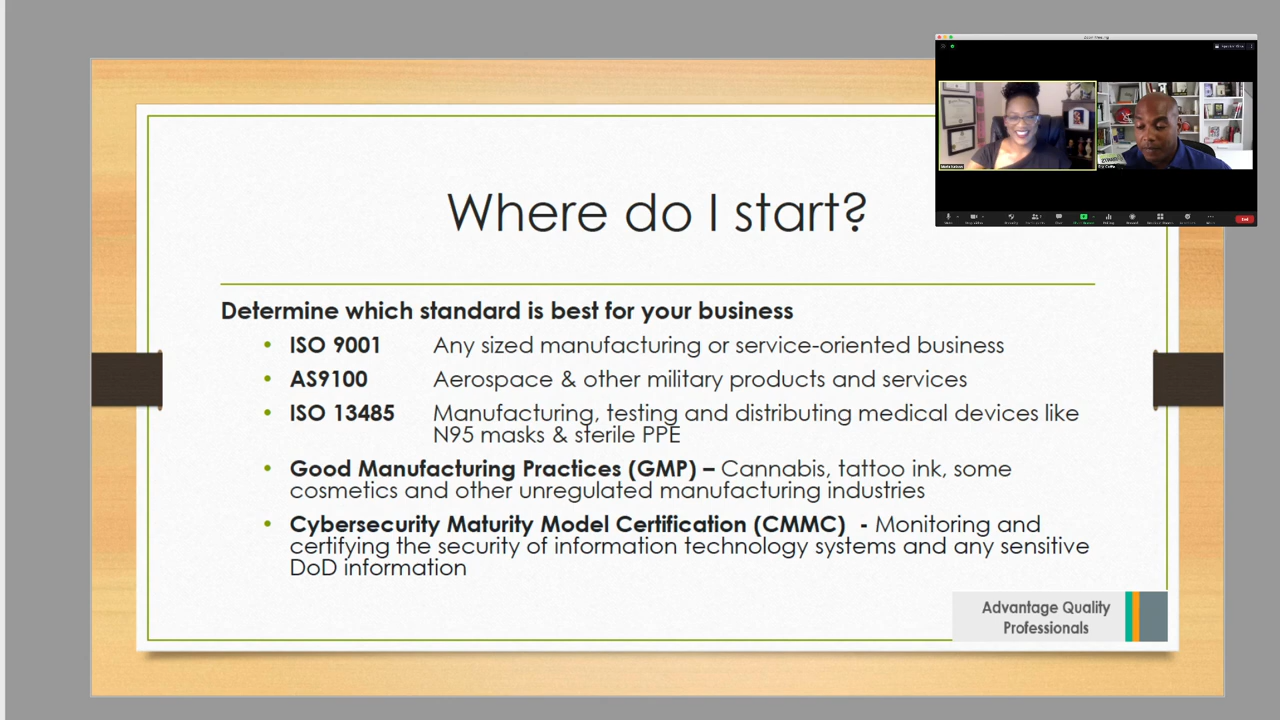 Where do I start?
Determine which standard is best for your business
• ISO 9001 Any sized manufacturing or service-oriented business
• AS9100 Aerospace & other military products and services
• ISO 13485 Manufacturing, testing and distributing medical devices like
N95 masks & sterile PPE
• Good Manufacturing Practices (GMP) – Cannabis, tattoo ink, some
cosmetics and other unregulated manufacturing industries
• Cybersecurity Maturity Model Certification (CMMC) - Monitoring and
certifying the security of information technology systems and any sensitive
DoD information
Advantage Quality
Professionals